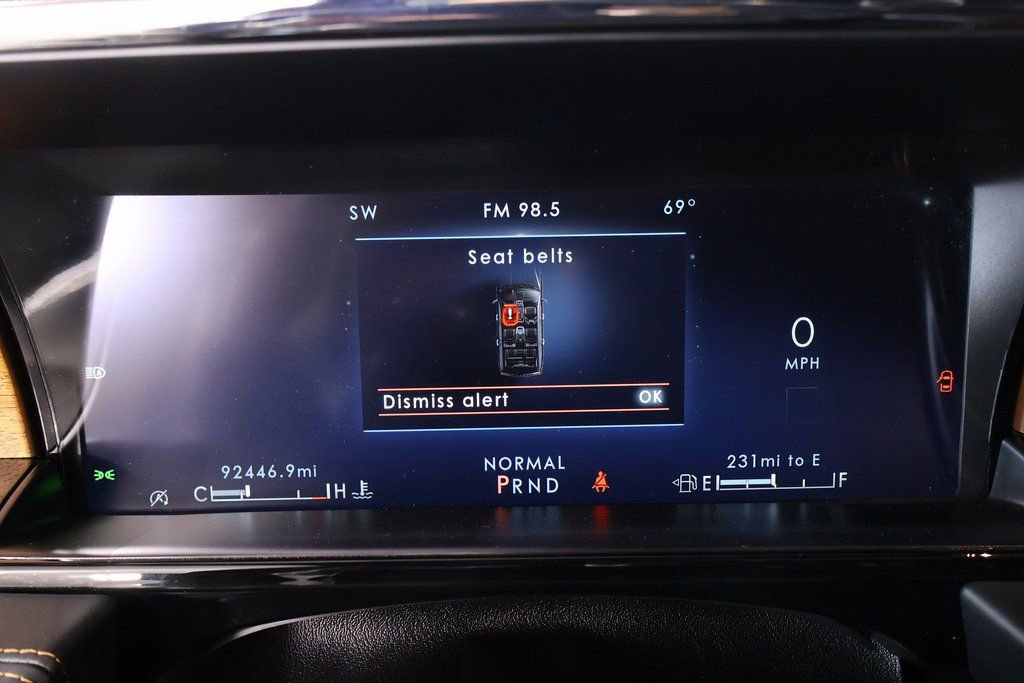 SW FM 98.5 69°
Seat belts
Dismiss alert OK
0
MPH
A
92446.9mi
C H
NORMAL
PRND
231mi to E
E F